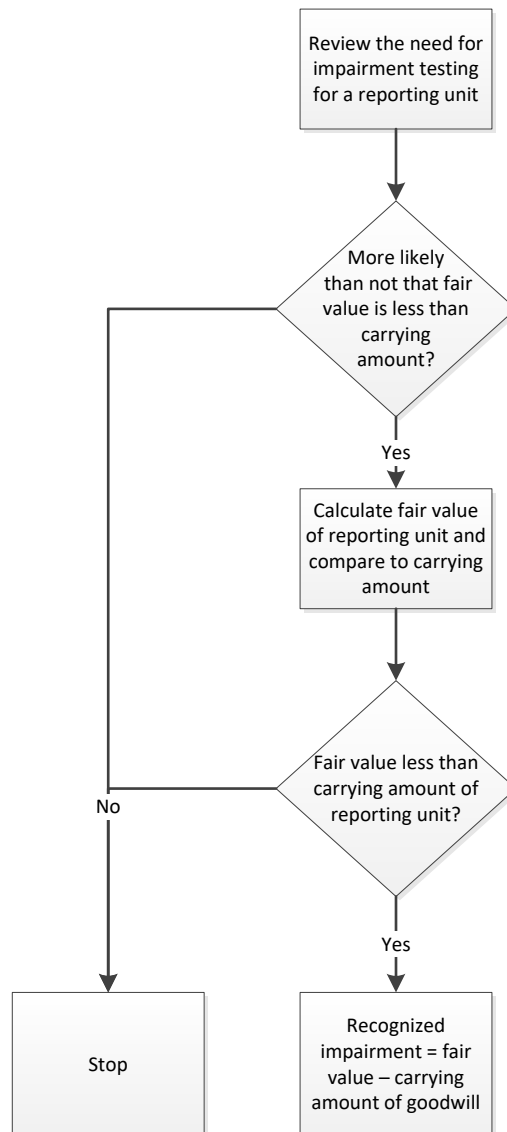 Review the need for
impairment testing
for a reporting unit
More likely
than not that fair
value is less than
carrying
amount?
Yes
Calculate fair value
of reporting unit and
compare to carrying
amount
Fair value less than
carrying amount of
reporting unit?
No
Yes
Stop
Recognized
impairment = fair
value – carrying
amount of goodwill